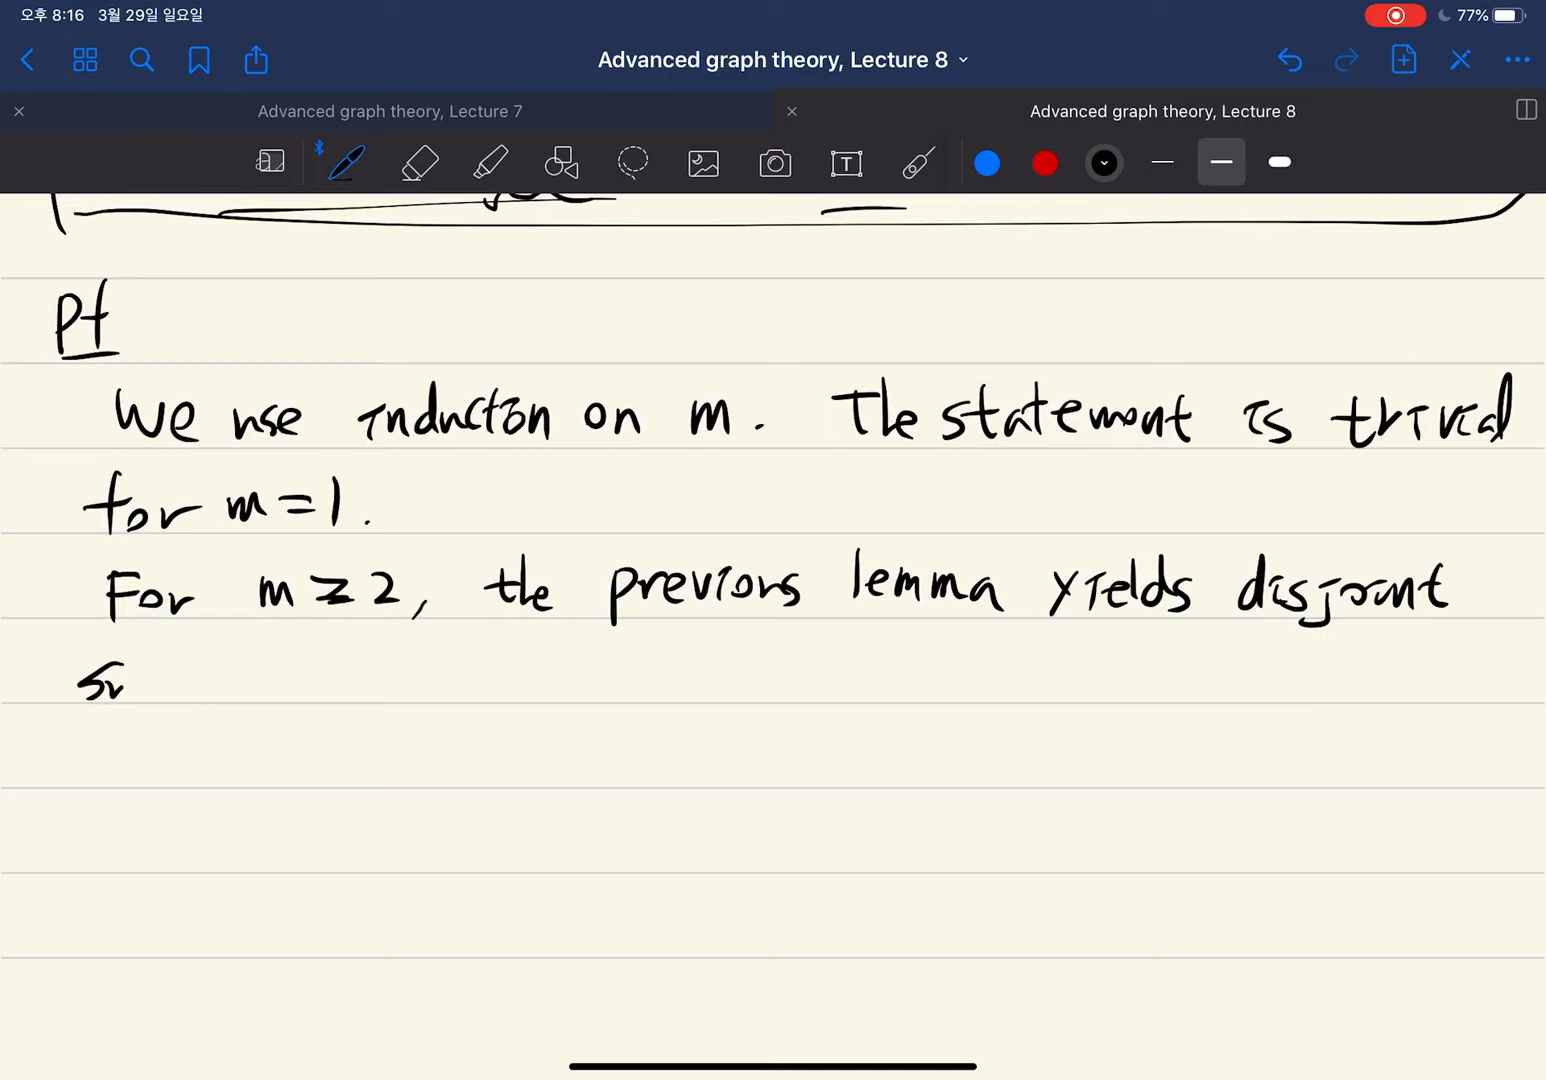 오후 8:16 3월 29일 일요일
77%
Advanced graph theory, Lecture 8
Advanced graph theory, Lecture 7
Advanced graph theory, Lecture 8
T
Pf
We use induction on m. The statement is trivial
for m=1.
For m≥2, the previous lemma yields disjoint
su